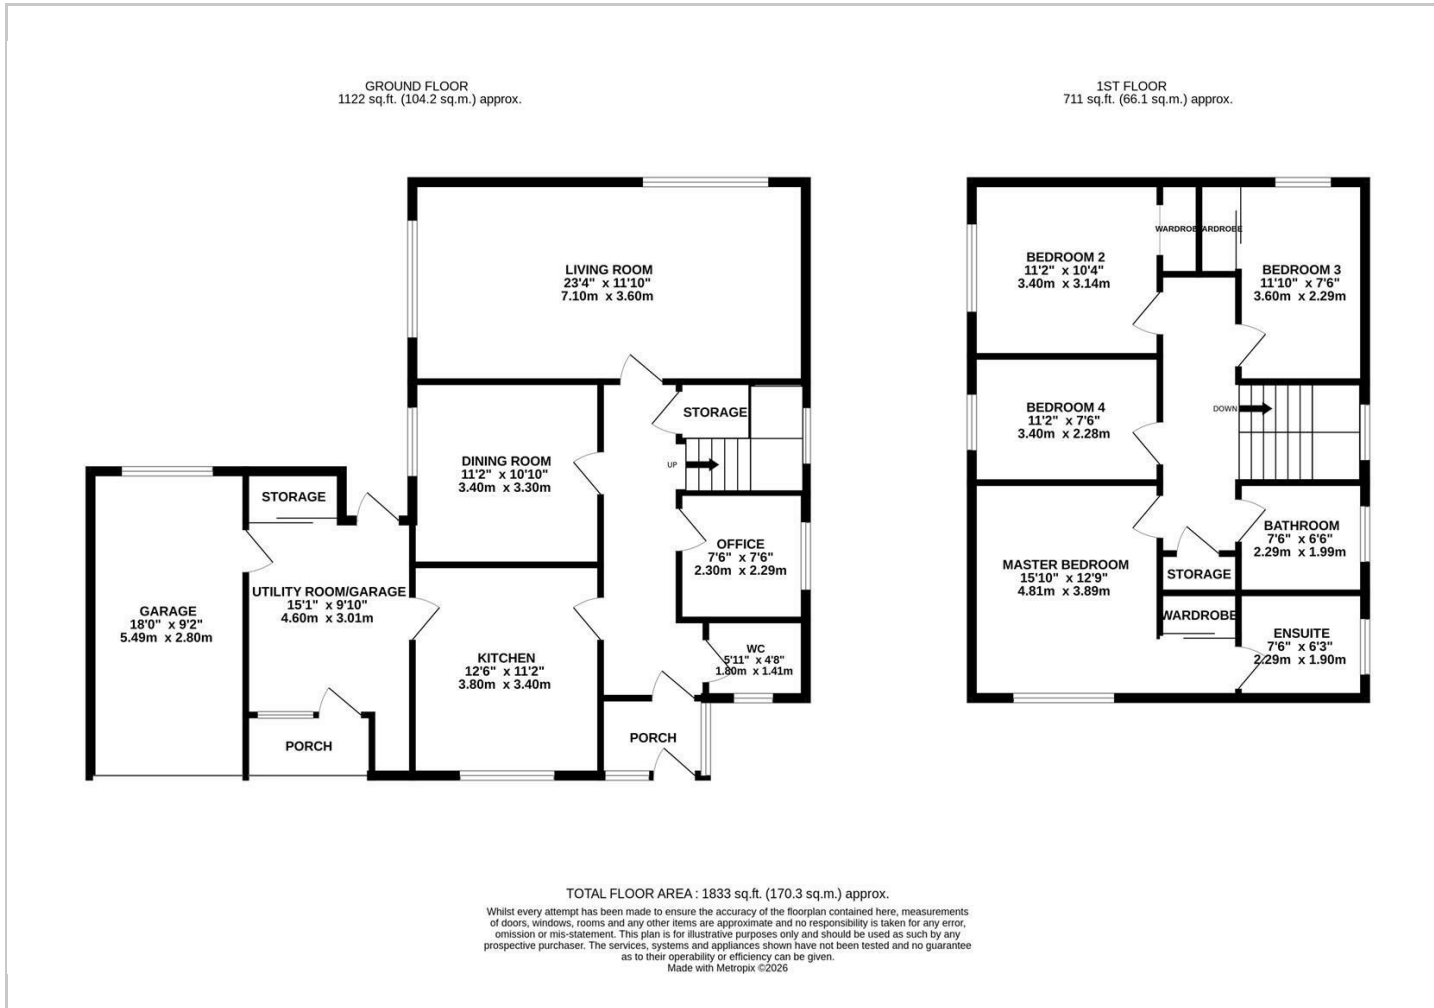 GROUND FLOOR
1122 sq.ft. (104.2 sq.m.) approx.
1ST FLOOR
711 sq.ft. (66.1 sq.m.) approx.
LIVING ROOM
23'4" x 11'10"
7.10m x 3.60m
STORAGE
DINING ROOM
11'2" x 10'10"
3.40m x 3.30m
UP
STORAGE
OFFICE
7'6" x 7'6"
2.30m x 2.29m
UTILITY ROOM/GARAGE
15'1" x 9'10"
4.60m x 3.01m
GARAGE
18'0" x 9'2"
5.49m x 2.80m
KITCHEN
12'6" x 11'2"
3.80m x 3.40m
WC
5'11" x 4'8"
1.80m x 1.41m
PORCH
PORCH
WARDROBE
WARDROBE
BEDROOM 2
11'2" x 10'4"
3.40m x 3.14m
BEDROOM 3
11'10" x 7'6"
3.60m x 2.29m
BEDROOM 4
11'2" x 7'6"
3.40m x 2.28m
DOWN
BATHROOM
7'6" x 6'6"
2.29m x 1.99m
MASTER BEDROOM
15'10" x 12'9"
4.81m x 3.89m
STORAGE
WARDROBE
ENSUITE
7'6" x 6'3"
2.29m x 1.90m
TOTAL FLOOR AREA : 1833 sq.ft. (170.3 sq.m.) approx.
Whilst every attempt has been made to ensure the accuracy of the floorplan contained here, measurements
of doors, windows, rooms and any other items are approximate and no responsibility is taken for any error,
omission or mis-statement. This plan is for illustrative purposes only and should be used as such by any
prospective purchaser. The services, systems and appliances shown have not been tested and no guarantee
as to their operability or efficiency can be given.
Made with Metropix ©2026